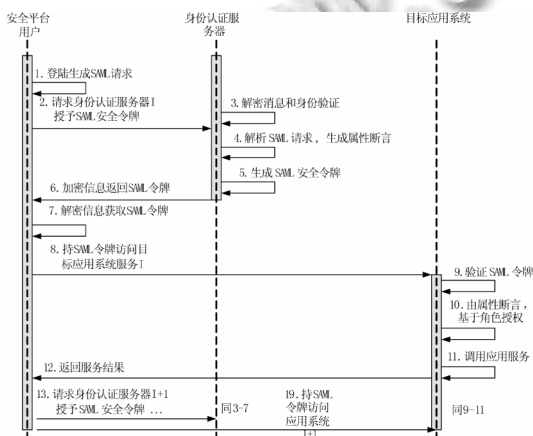 安全平台
用户
身份认证服
务器
目标应用系统
1. 登陆生成SAML请求
2. 请求身份认证服务器I
授予SAML安全令牌
3. 解密消息和身份验证
4. 解析 SAML 请求，生成属性断言
5. 生成 SAML 安全令牌
6. 加密信息返回SAML令牌
7. 解密信息获取SAML令牌
8. 持SAML令牌访问目
标应用系统服务I
9. 验证 SAML 令牌
10. 由属性断言，
基于角色授权
11. 调用应用服务
12. 返回服务结果
13. 请求身份认证服务器I+1
授予SAML 安全令牌 ...
同3-7
19. 持SAML
令牌访问
应用系统
I+1
同9-11